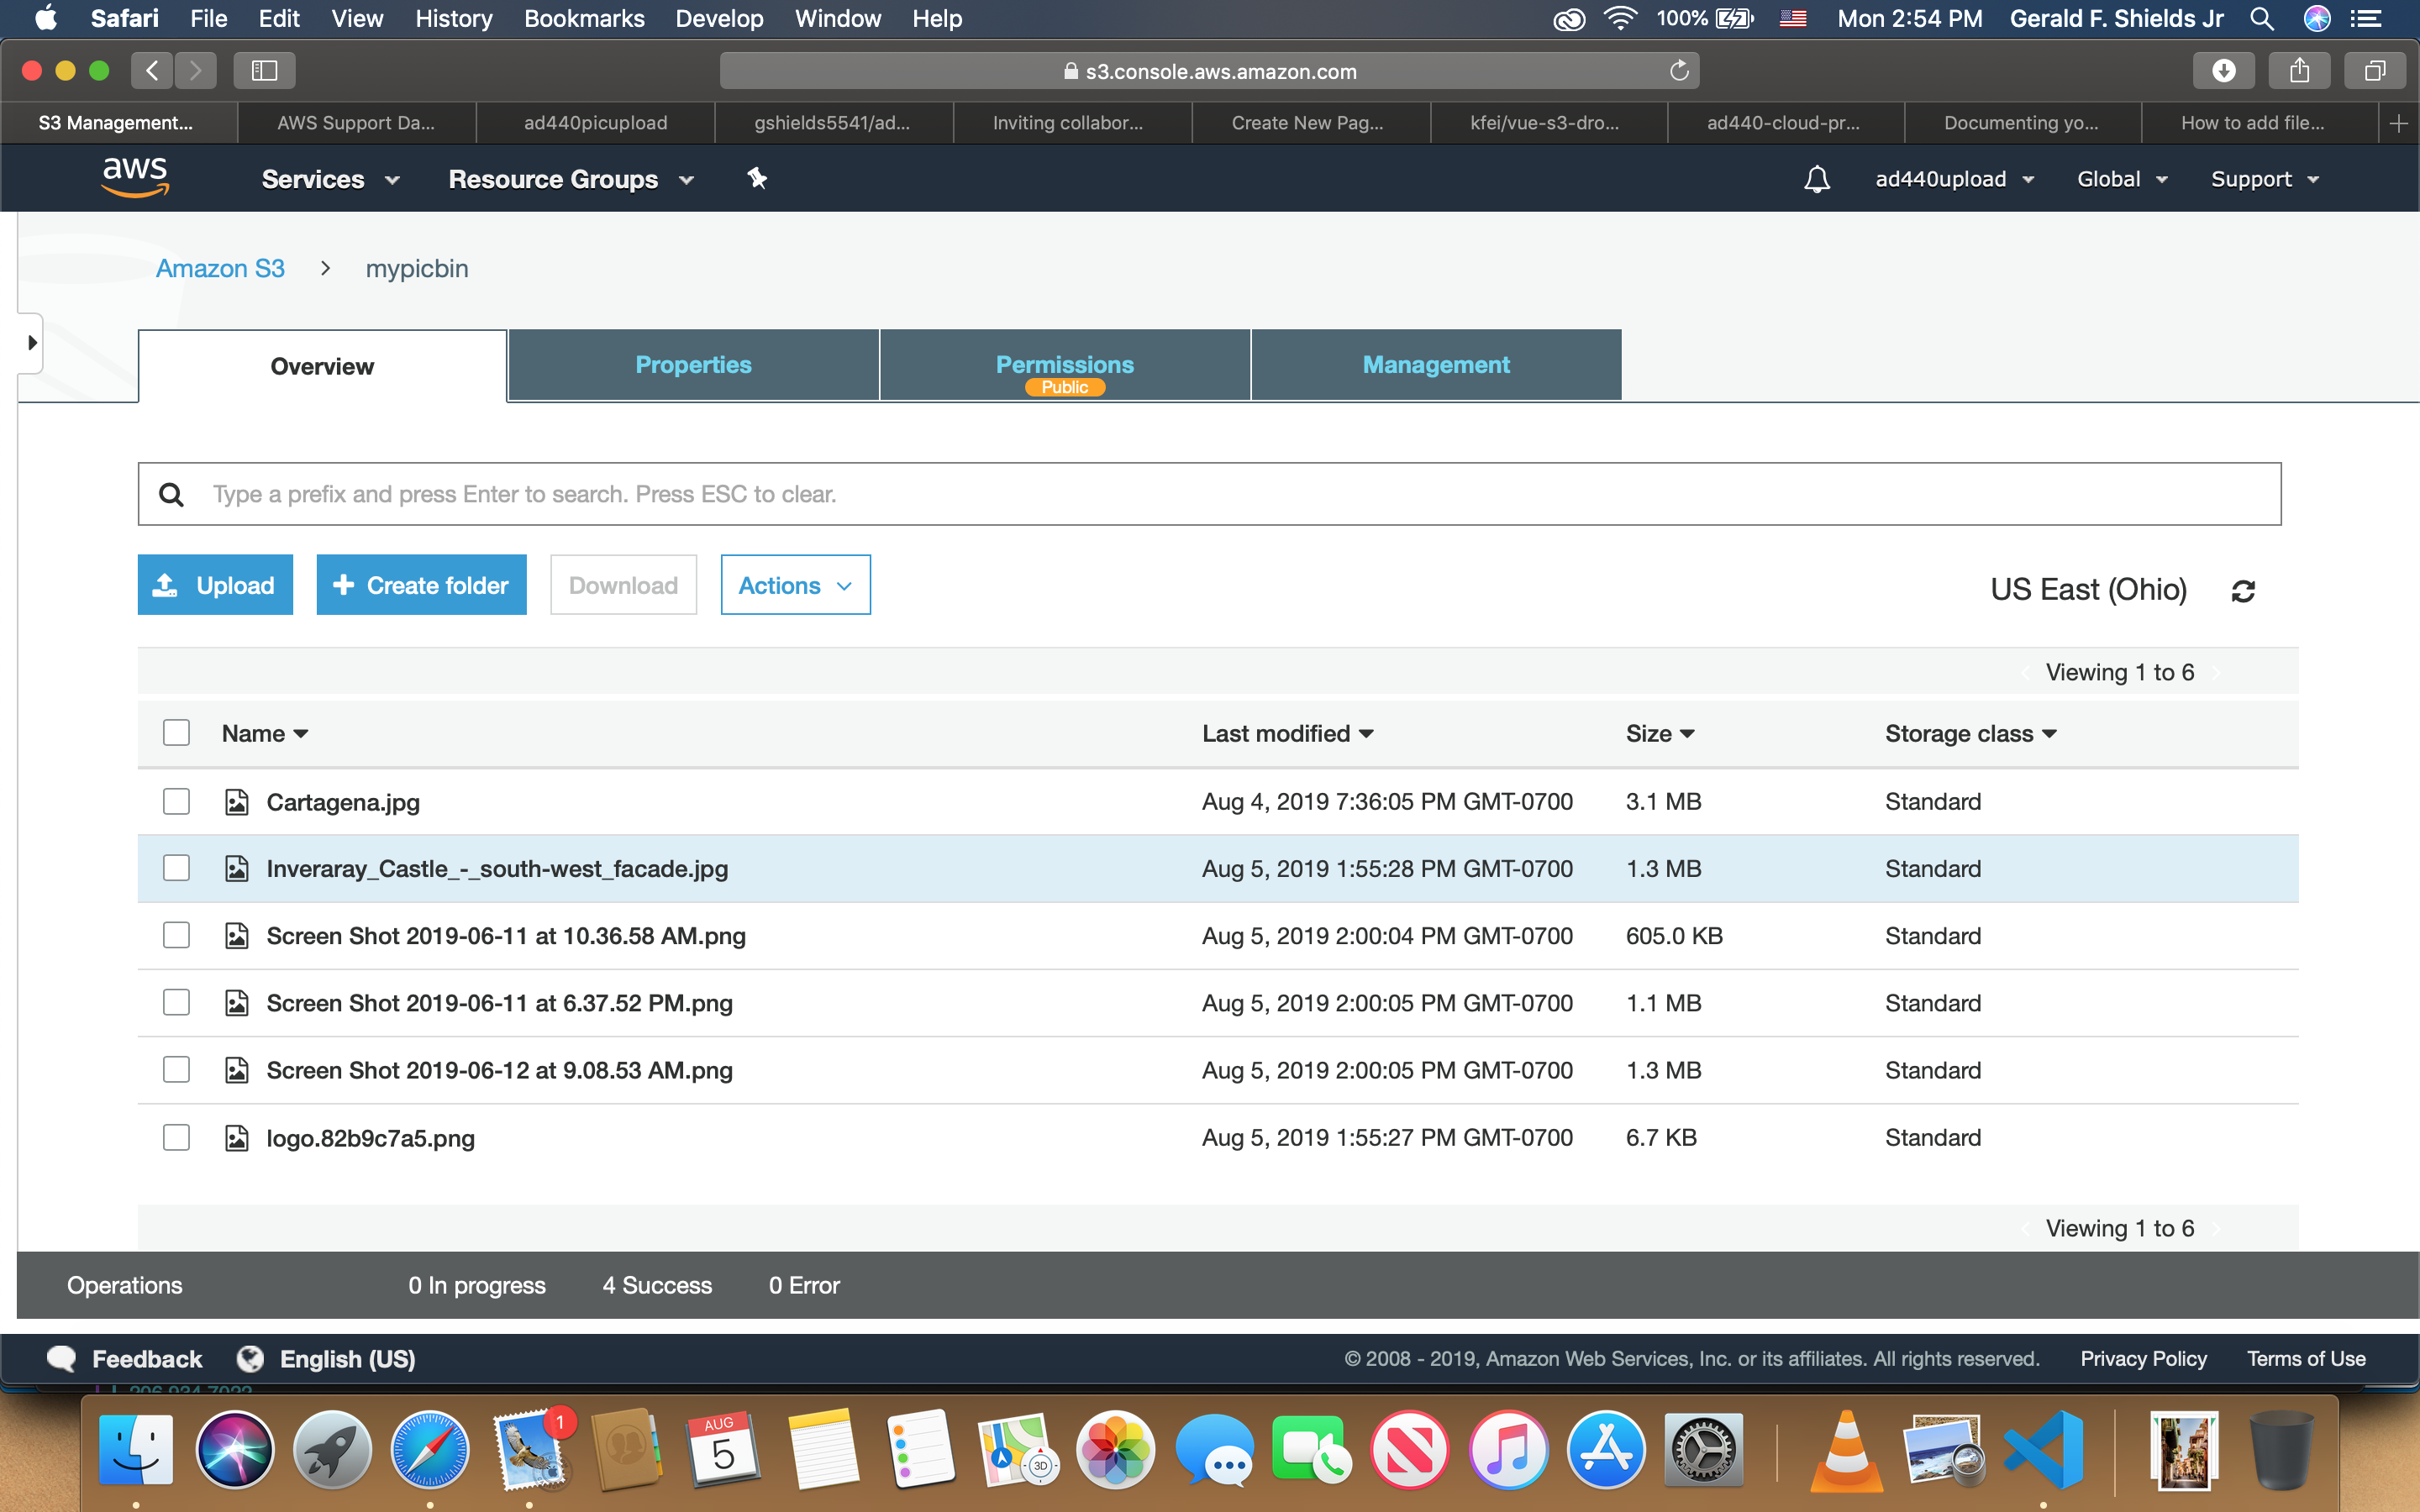 Safari File Edit View History Bookmarks Develop Window Help 100% Mon 2:54 PM Gerald F. Shields Jr
s3.console.aws.amazon.com
S3 Management... AWS Support Da... ad440picupload gshields5541/ad... Inviting collabor... Create New Pag... kfei/vue-s3-dro... ad440-cloud-pr... Documenting yo... How to add file...
aws Services Resource Groups ad440upload Global Support
Amazon S3 > mypicbin
Overview Properties Permissions Management
Public
Type a prefix and press Enter to search. Press ESC to clear.
Upload + Create folder Download Actions US East (Ohio)
Viewing 1 to 6
Name Last modified Size Storage class
Cartagena.jpg Aug 4, 2019 7:36:05 PM GMT-0700 3.1 MB Standard
Inveraray_Castle_-_south-west_facade.jpg Aug 5, 2019 1:55:28 PM GMT-0700 1.3 MB Standard
Screen Shot 2019-06-11 at 10.36.58 AM.png Aug 5, 2019 2:00:04 PM GMT-0700 605.0 KB Standard
Screen Shot 2019-06-11 at 6.37.52 PM.png Aug 5, 2019 2:00:05 PM GMT-0700 1.1 MB Standard
Screen Shot 2019-06-12 at 9.08.53 AM.png Aug 5, 2019 2:00:05 PM GMT-0700 1.3 MB Standard
logo.82b9c7a5.png Aug 5, 2019 1:55:27 PM GMT-0700 6.7 KB Standard
Viewing 1 to 6
Operations 0 In progress 4 Success 0 Error
Feedback English (US) © 2008 - 2019, Amazon Web Services, Inc. or its affiliates. All rights reserved. Privacy Policy Terms of Use
1
AUG
5
3D